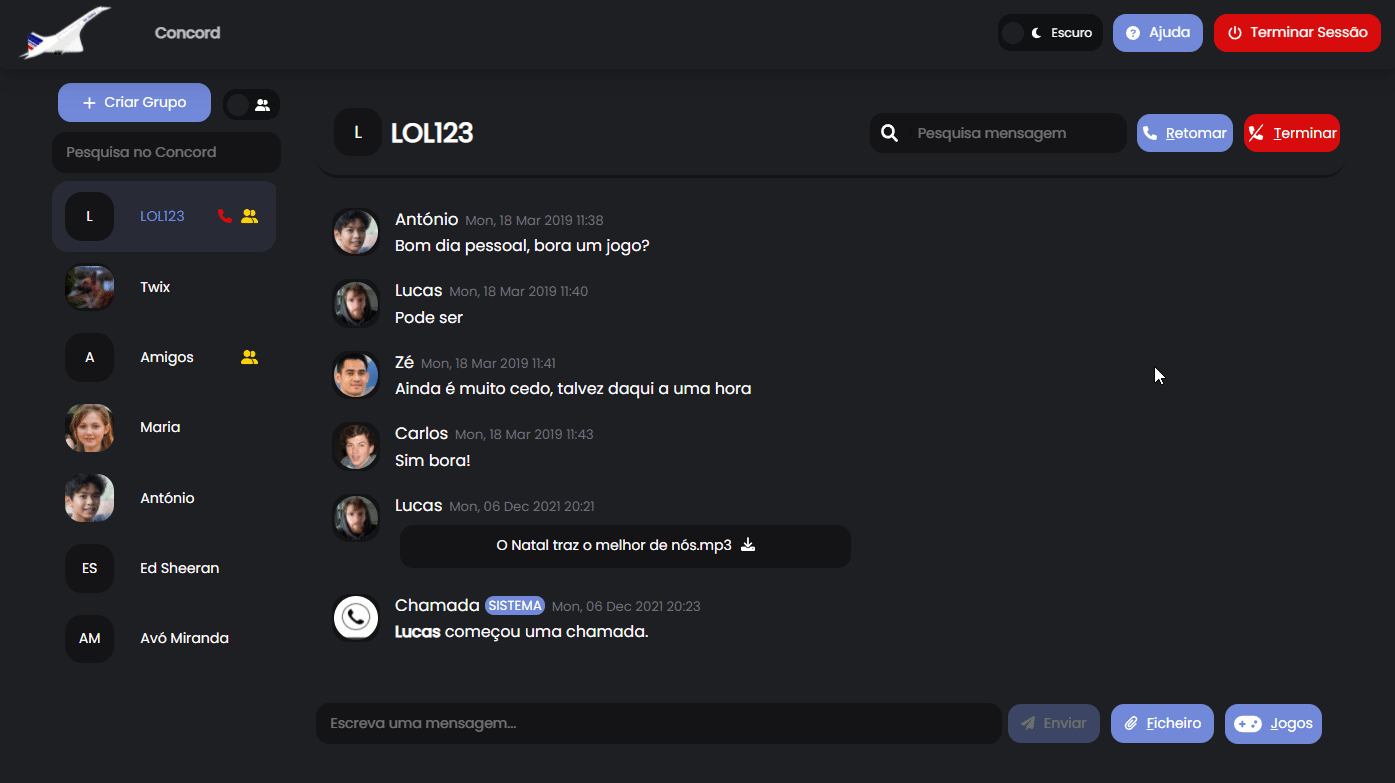 Concord
Escuro
Ajuda
Terminar Sessão
Criar Grupo
Pesquisa no Concord
L
LOL123
Twix
A
Amigos
Maria
António
ES
Ed Sheeran
AM
Avó Miranda
L
LOL123
Pesquisa mensagem
Retomar
Terminar
António Mon, 18 Mar 2019 11:38
Bom dia pessoal, bora um jogo?
Lucas Mon, 18 Mar 2019 11:40
Pode ser
Zé Mon, 18 Mar 2019 11:41
Ainda é muito cedo, talvez daqui a uma hora
Carlos Mon, 18 Mar 2019 11:43
Sim bora!
Lucas Mon, 06 Dec 2021 20:21
O Natal traz o melhor de nós.mp3
Chamada SISTEMA Mon, 06 Dec 2021 20:23
Lucas começou uma chamada.
Escreva uma mensagem...
Enviar
Ficheiro
Jogos